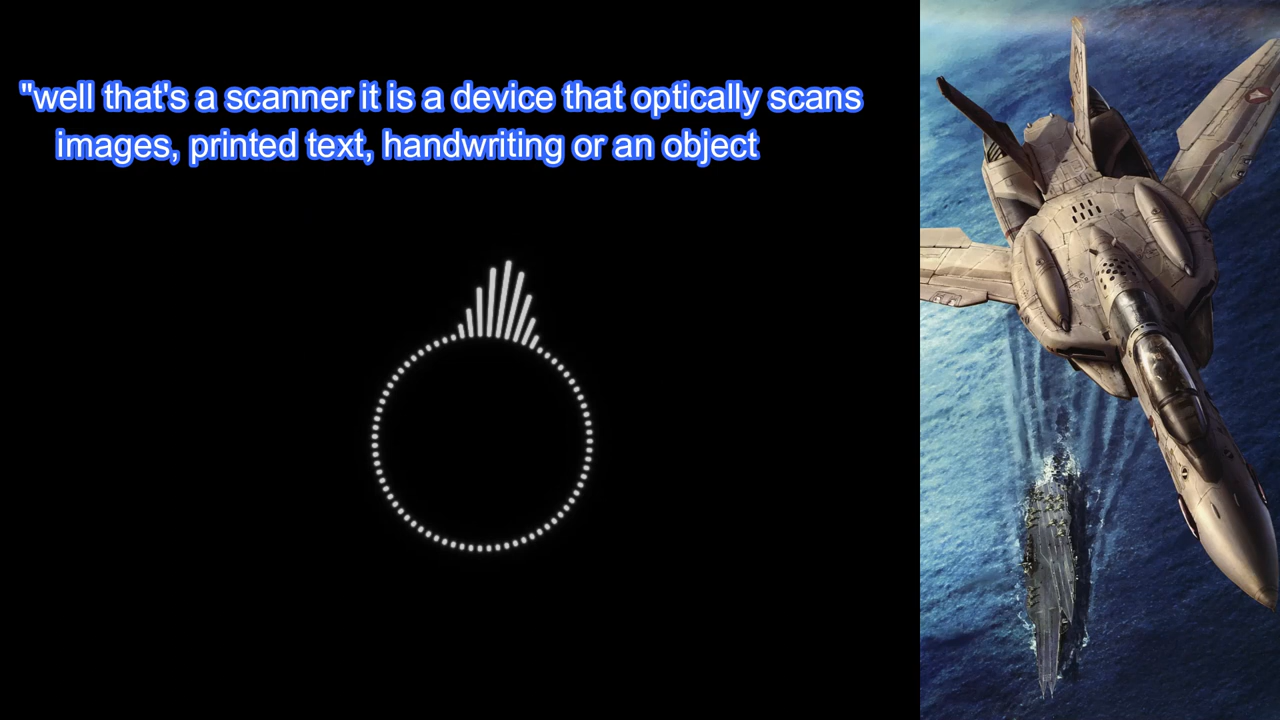 "well that's a scanner it is a device that optically scans
images, printed text, handwriting or an object